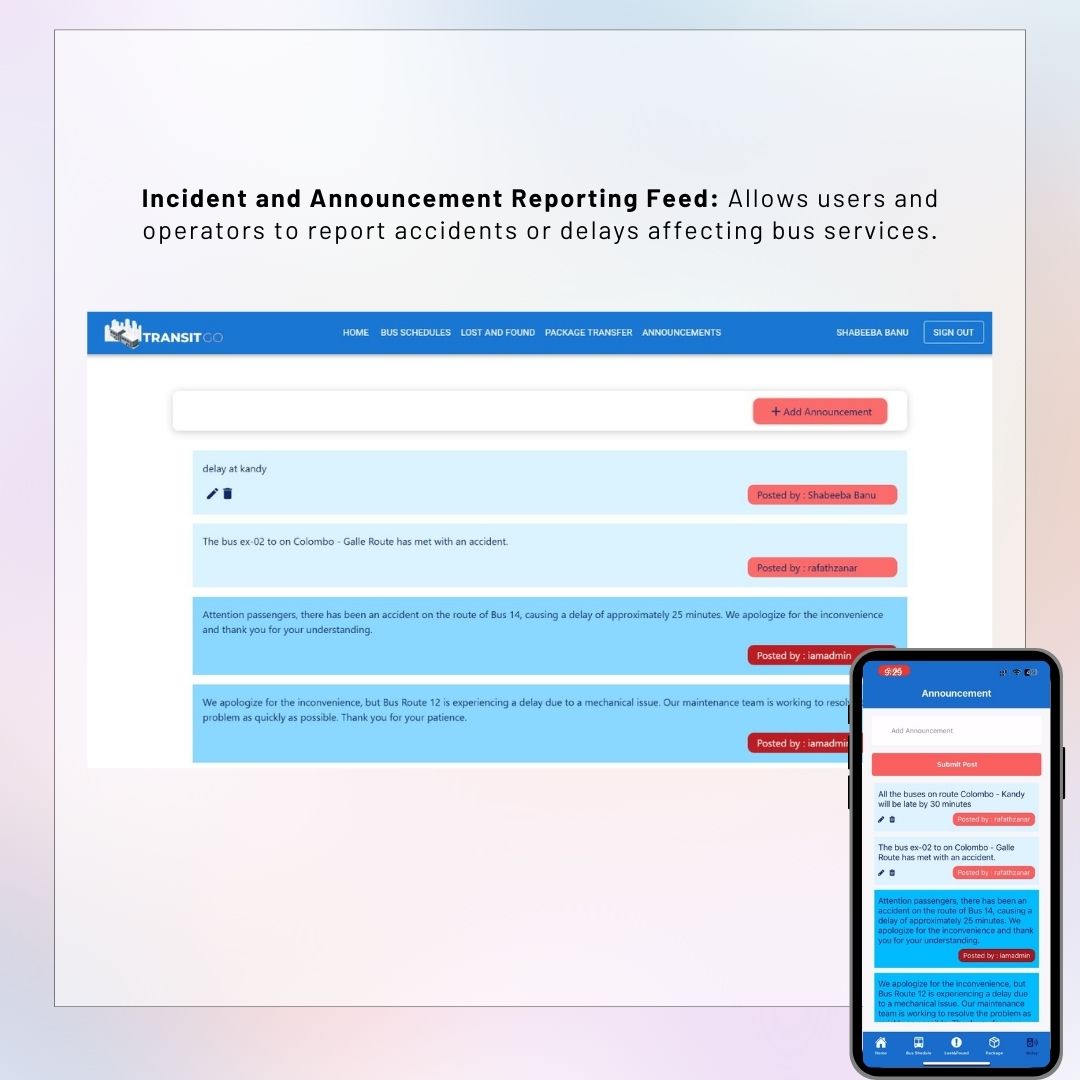 Incident and Announcement Reporting Feed: Allows users and
operators to report accidents or delays affecting bus services.
TRANSITGO
HOME BUS SCHEDULES LOST AND FOUND PACKAGE TRANSFER ANNOUNCEMENTS SHABEEBA BANU SIGN OUT
+ Add Announcement
delay at kandy
Posted by : Shabeeba Banu
The bus ex-02 to on Colombo - Galle Route has met with an accident.
Posted by : rafathzanar
Attention passengers, there has been an accident on the route of Bus 14, causing a delay of approximately 25 minutes. We apologize for the inconvenience
and thank you for your understanding.
Posted by : iamadmin
We apologize for the inconvenience, but Bus Route 12 is experiencing a delay due to a mechanical issue. Our maintenance team is working to resol
problem as quickly as possible. Thank you for your patience.
Posted by : iamadmin
Announcement
Add Announcement
Submit Post
All the buses on route Colombo - Kandy
will be late by 30 minutes
Posted by : rafathzanar
The bus ex-02 to on Colombo - Galle
Route has met with an accident.
Posted by : rafathzanar
Attention passengers, there has been an
accident on the route of Bus 14, causing a
delay of approximately 25 minutes. We
apologize for the inconvenience and thank
you for your understanding.
Posted by : iamadmin
We apologize for the inconvenience, but
Bus Route 12 is experiencing a delay due
to a mechanical issue. Our maintenance
team is working to resolve the problem as
Home Bus Shedule Lost&Found Package